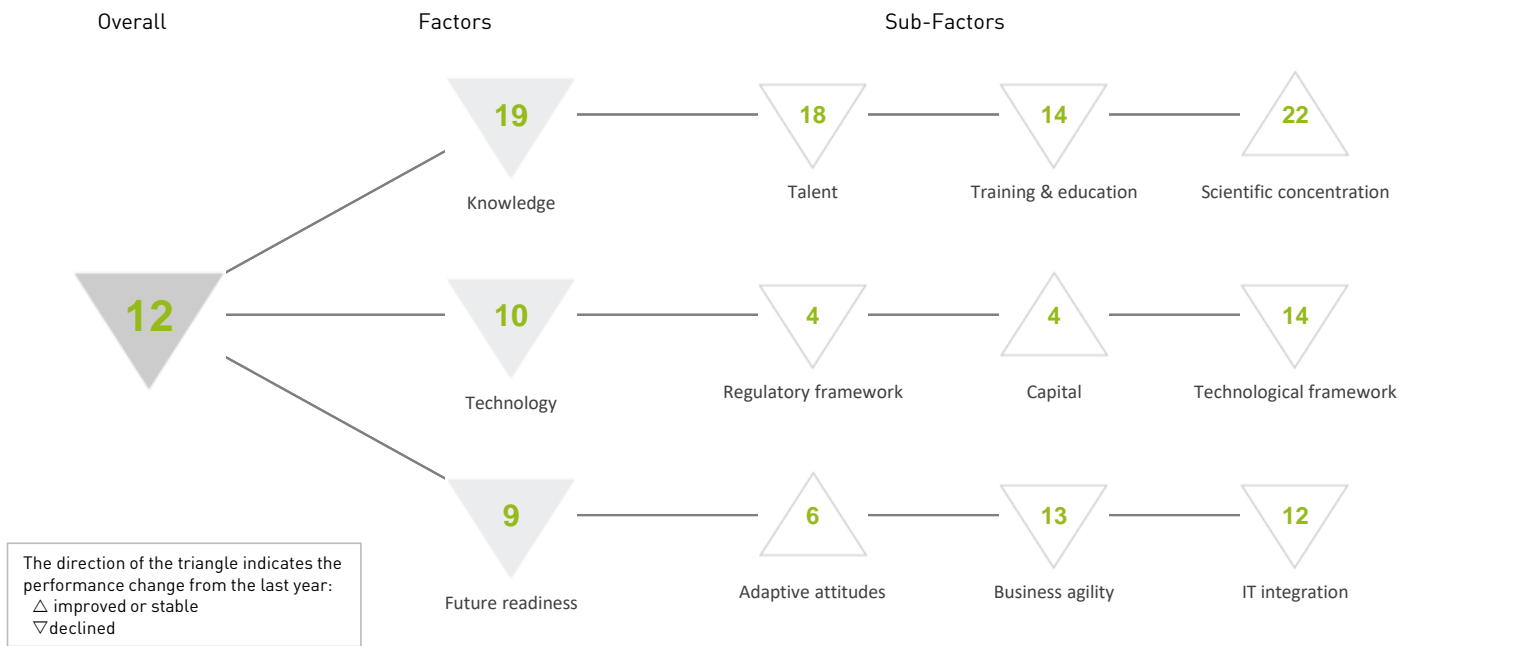 Overall Factors Sub-Factors
19 18 14 22
Knowledge Talent Training & education Scientific concentration
12 10 4 4 14
Technology Regulatory framework Capital Technological framework
9 6 13 12
Future readiness Adaptive attitudes Business agility IT integration
The direction of the triangle indicates the
performance change from the last year:
△ improved or stable
▽declined